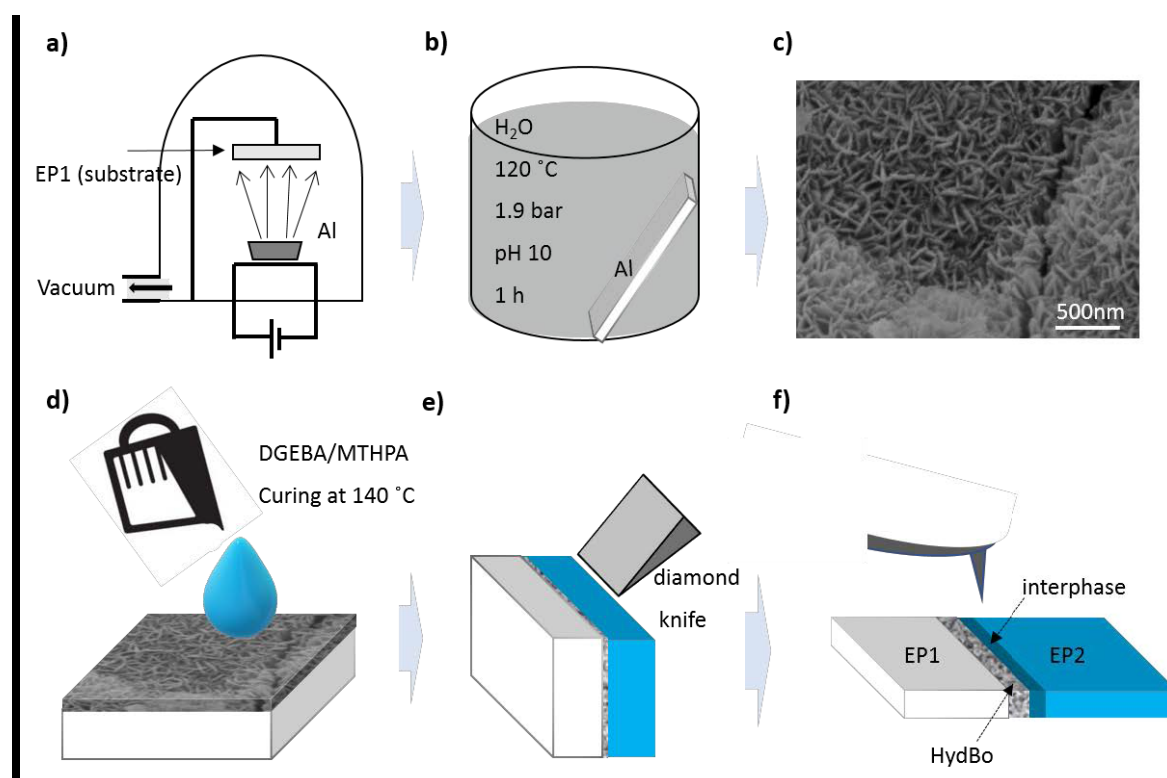 a)
EP1 (substrate)
Al
Vacuum
b)
H₂O
120 ˚C
1.9 bar
pH 10
1 h
Al
c)
500nm
d)
DGEBA/MTHPA
Curing at 140 ˚C
e)
diamond
knife
f)
interphase
EP1
EP2
HydBo